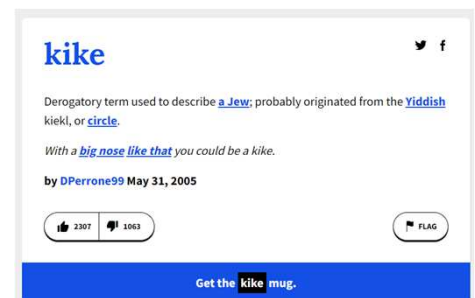 kike
Derogatory term used to describe a Jew; probably originated from the Yiddish
kiekl, or circle.
With a big nose like that you could be a kike.
by DPerrone99 May 31, 2005
2307 1063 FLAG
Get the kike mug.